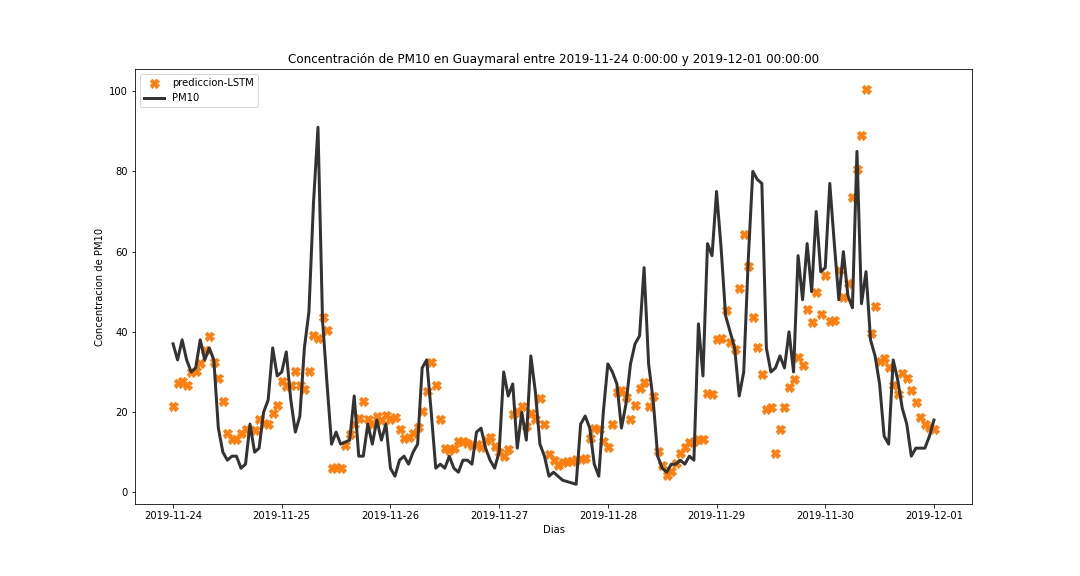 Concentración de PM10 en Guaymaral entre 2019-11-24 0:00:00 y 2019-12-01 00:00:00
prediccion-LSTM
PM10
100
80
60
40
20
0
Concentracion de PM10
2019-11-24 2019-11-25 2019-11-26 2019-11-27 2019-11-28 2019-11-29 2019-11-30 2019-12-01
Dias